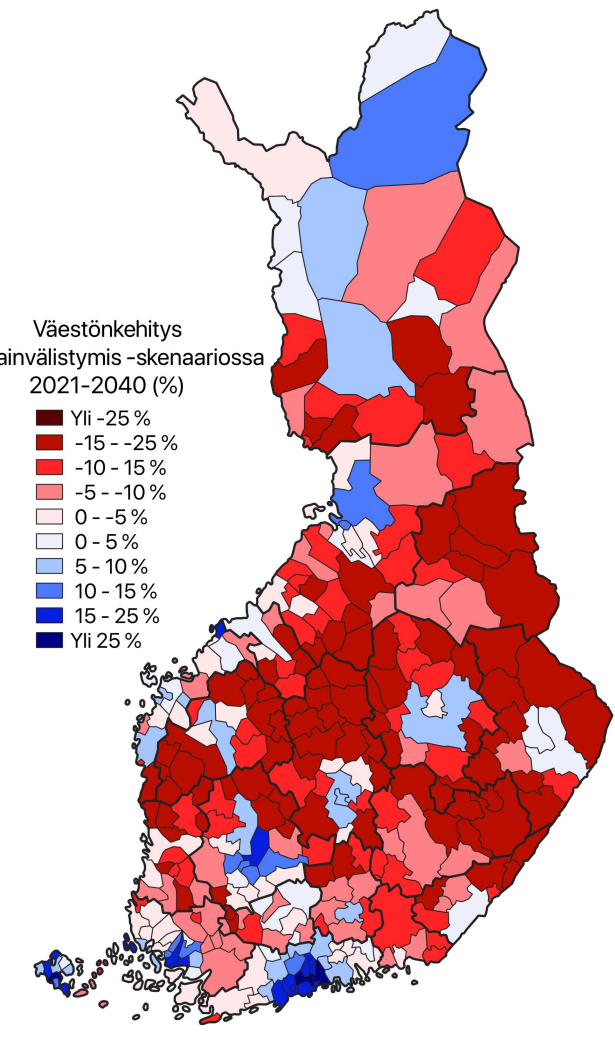 Väestönkehitys
ainvälistymis -skenaariossa
2021-2040 (%)
Yli -25 %
-15 - -25 %
-10 - 15 %
-5 - -10 %
0 - -5 %
0 - 5 %
5 - 10 %
10 - 15 %
15 - 25 %
Yli 25 %